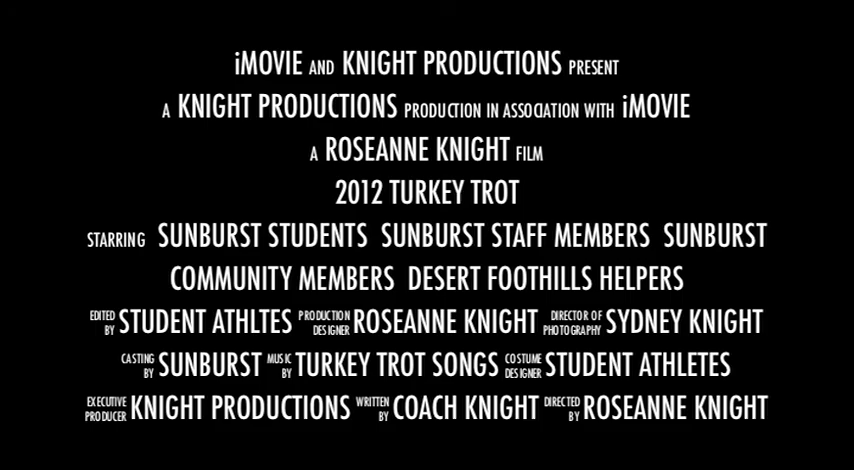 iMOVIE AND KNIGHT PRODUCTIONS PRESENT
A KNIGHT PRODUCTIONS PRODUCTION IN ASSOCIATION WITH iMOVIE
A ROSEANNE KNIGHT FILM
2012 TURKEY TROT
STARRING SUNBURST STUDENTS SUNBURST STAFF MEMBERS SUNBURST
COMMUNITY MEMBERS DESERT FOOTHILLS HELPERS
EDITED BY STUDENT ATHLTES PRODUCTION DESIGNER ROSEANNE KNIGHT DIRECTOR OF PHOTOGRAPHY SYDNEY KNIGHT
CASTING BY SUNBURST MUSIC BY TURKEY TROT SONGS COSTUME DESIGNER STUDENT ATHLETES
EXECUTIVE PRODUCER KNIGHT PRODUCTIONS WRITTEN BY COACH KNIGHT DIRECTED BY ROSEANNE KNIGHT